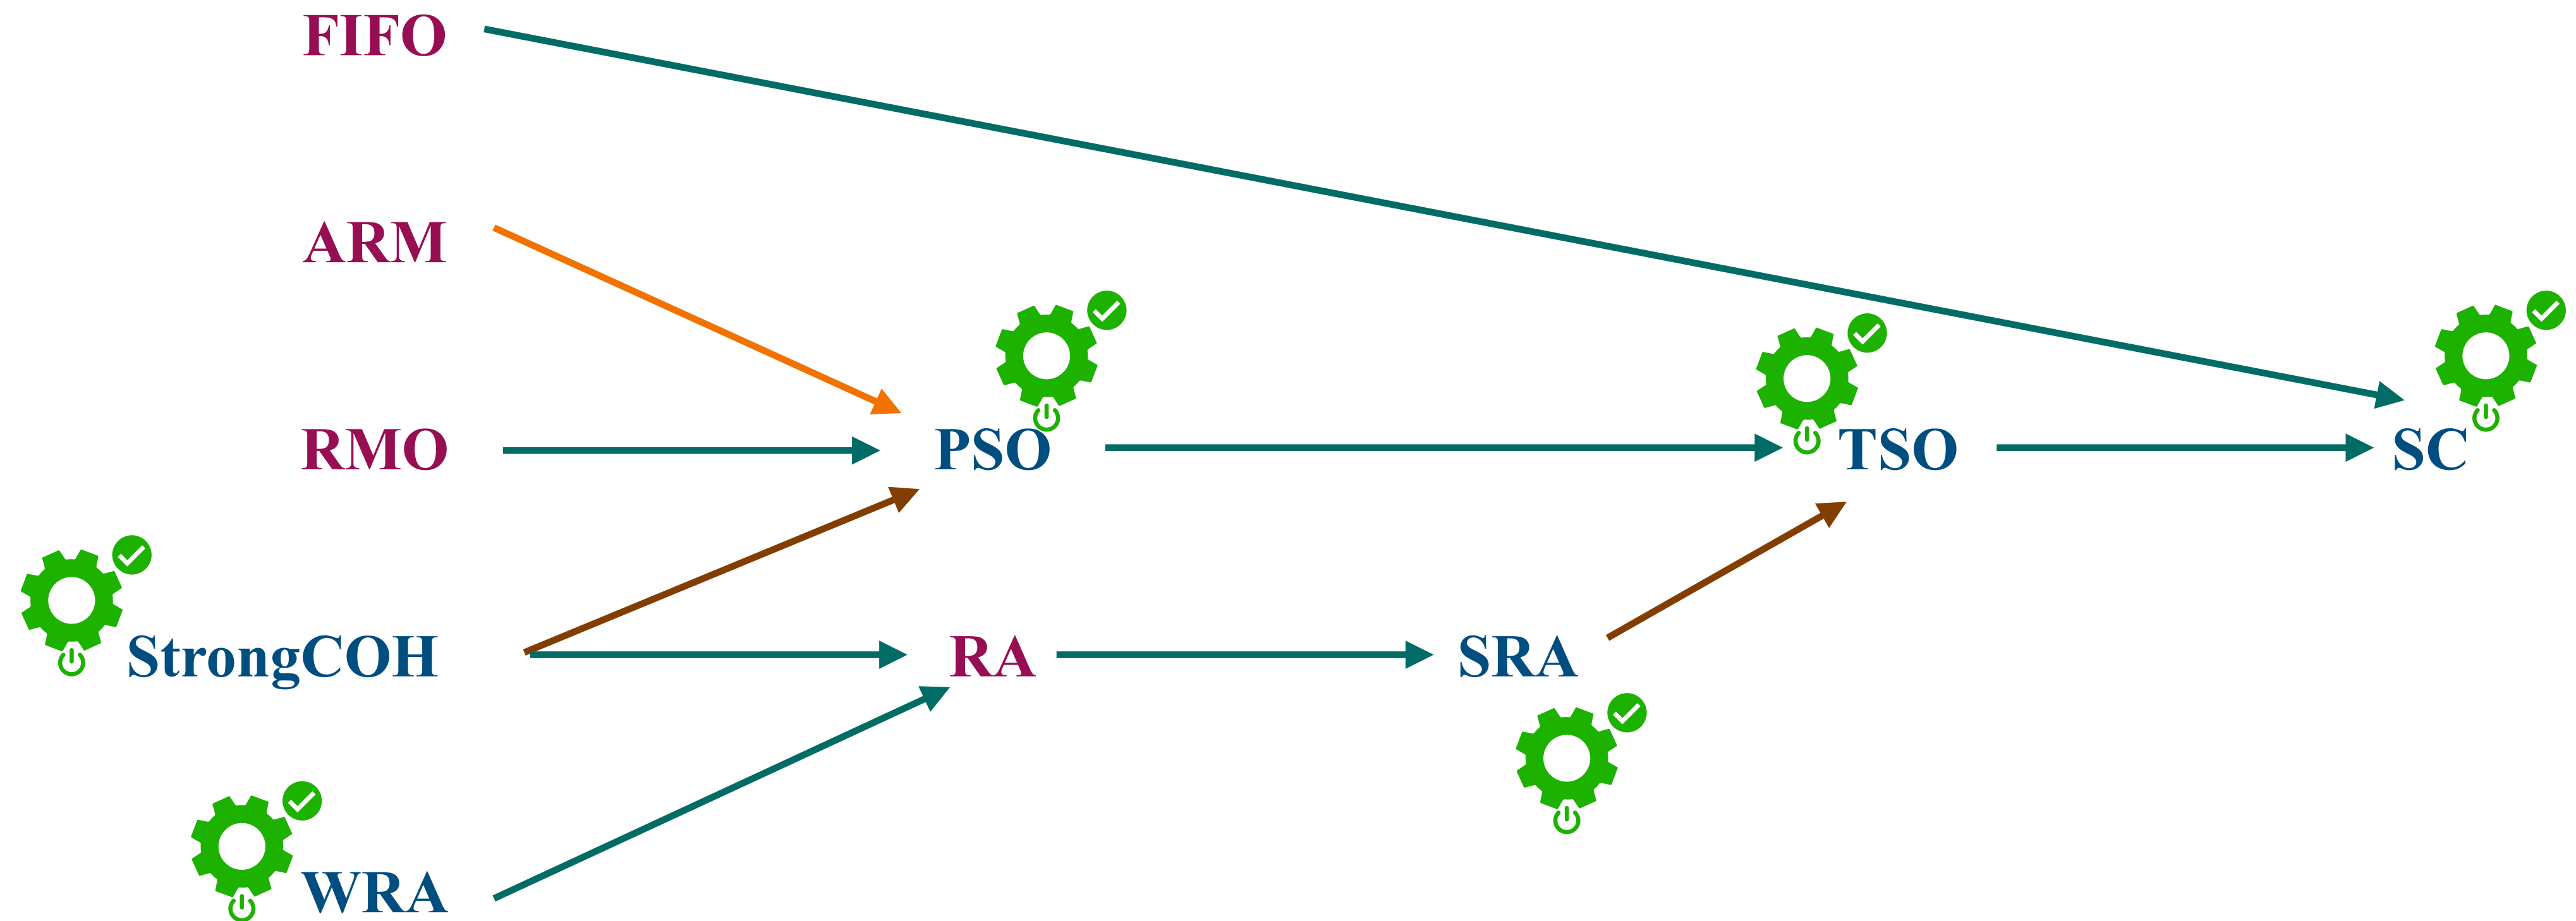 FIFO
ARM
RMO
PSO
TSO
SC
StrongCOH
RA
SRA
WRA